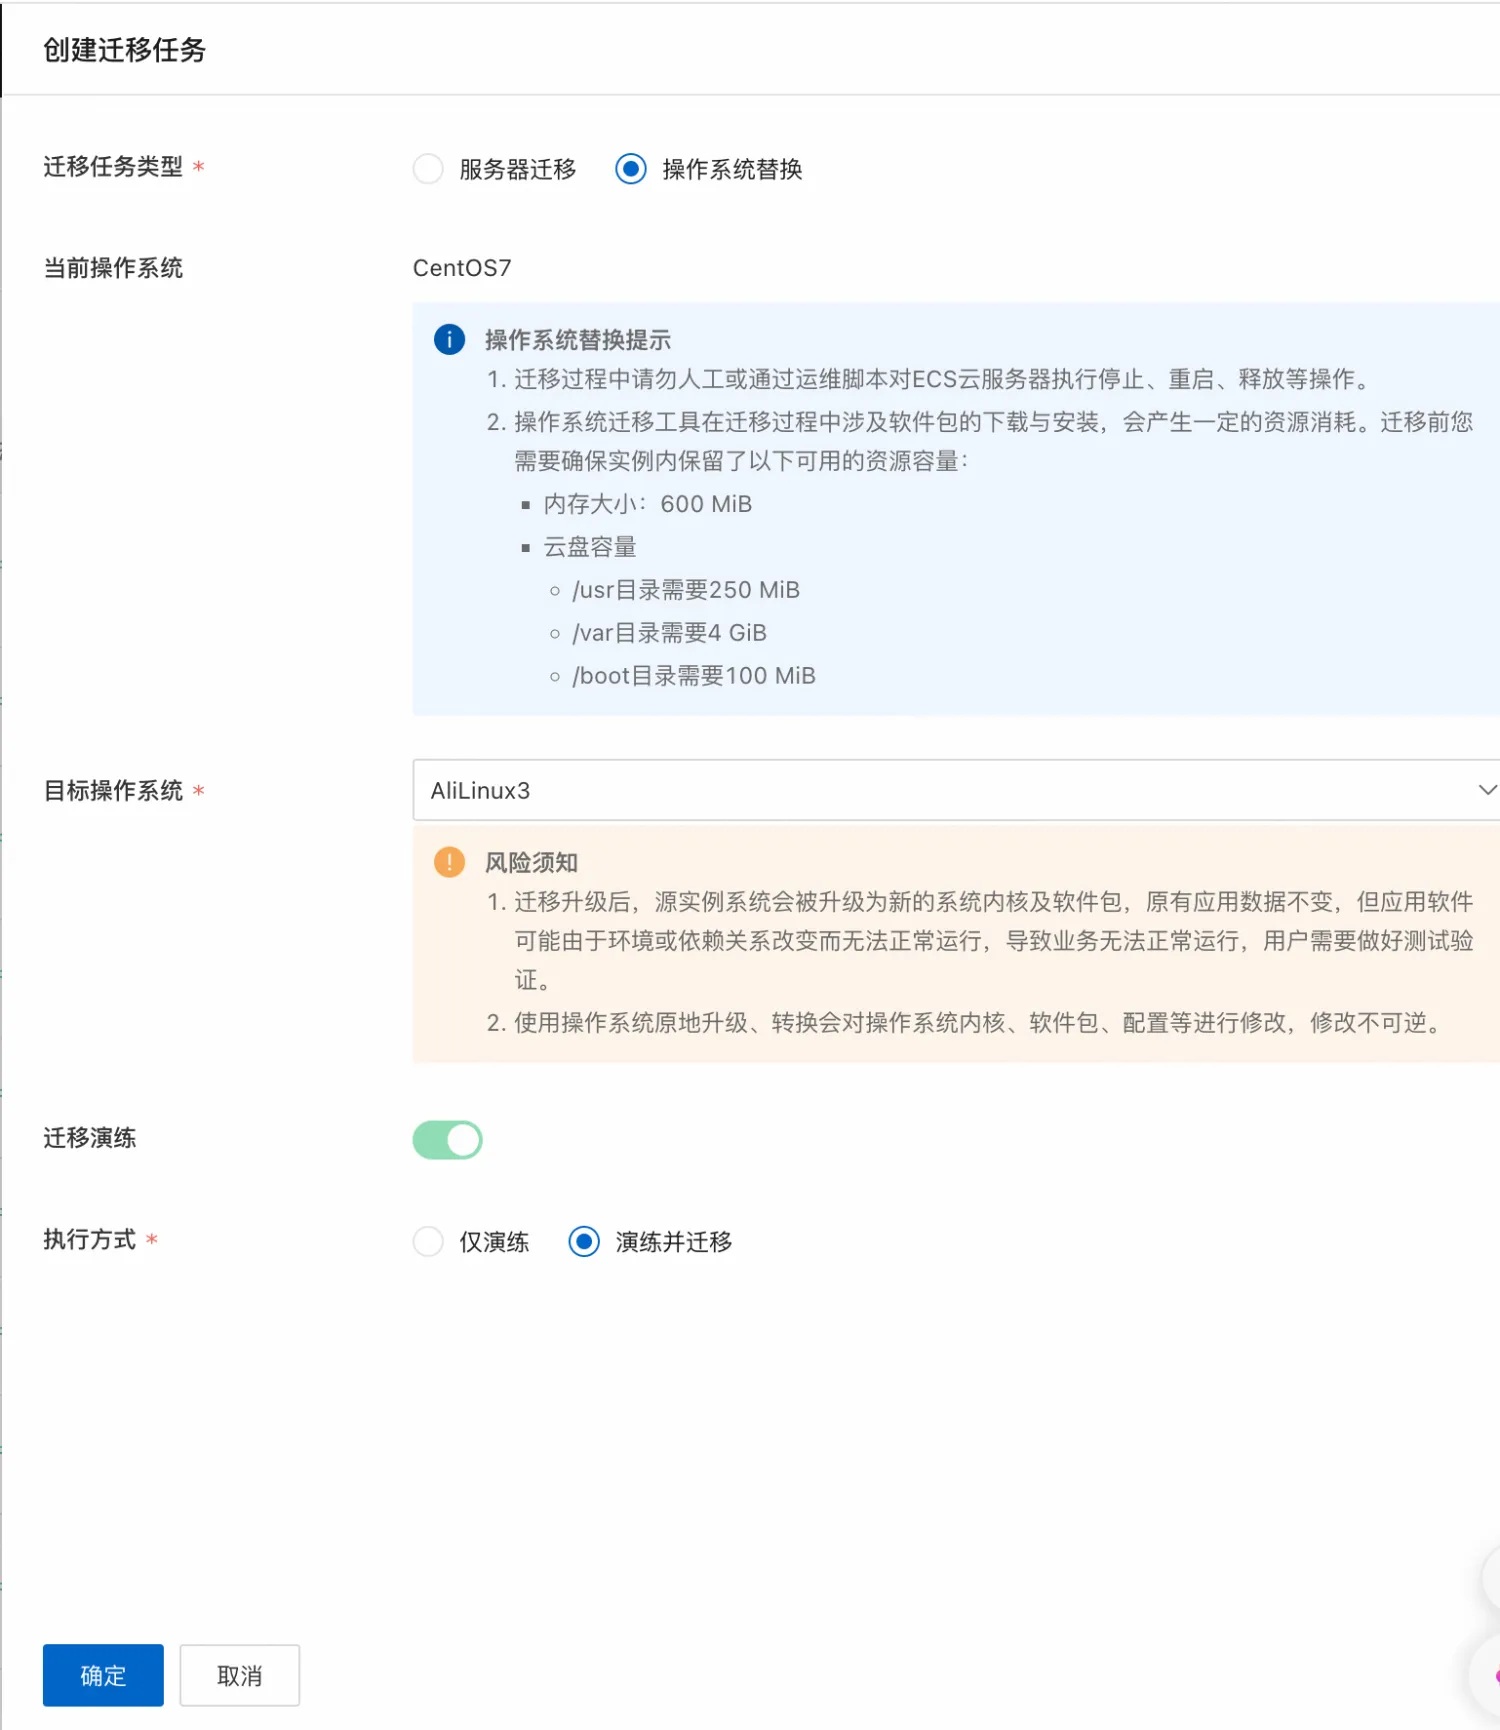 创建迁移任务
迁移任务类型 *
服务器迁移
操作系统替换
当前操作系统
CentOS7
操作系统替换提示
1. 迁移过程中请勿人工或通过运维脚本对ECS云服务器执行停止、重启、释放等操作。
2. 操作系统迁移工具在迁移过程中涉及软件包的下载与安装，会产生一定的资源消耗。迁移前您
需要确保实例内保留了以下可用的资源容量：
内存大小：600 MiB
云盘容量
/usr目录需要250 MiB
/var目录需要4 GiB
/boot目录需要100 MiB
目标操作系统 *
AliLinux3
风险须知
1. 迁移升级后，源实例系统会被升级为新的系统内核及软件包，原有应用数据不变，但应用软件
可能由于环境或依赖关系改变而无法正常运行，导致业务无法正常运行，用户需要做好测试验
证。
2. 使用操作系统原地升级、转换会对操作系统内核、软件包、配置等进行修改，修改不可逆。
迁移演练
执行方式 *
仅演练
演练并迁移
确定
取消